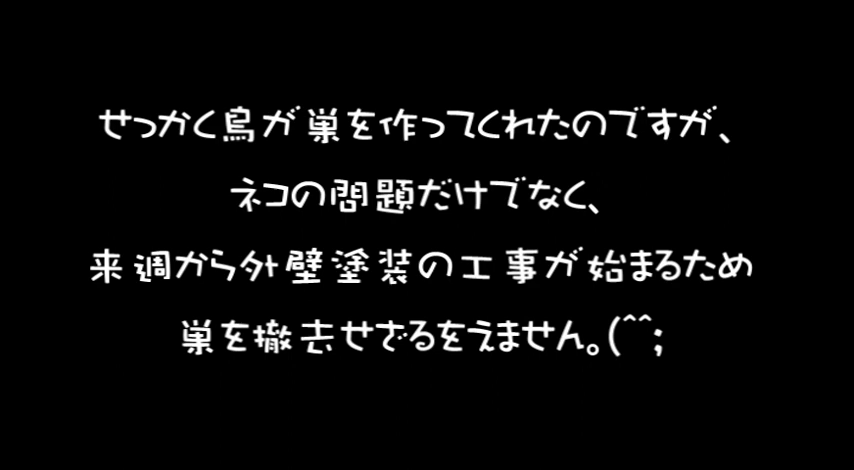 せっかく鳥が巣を作ってくれたのですが、
ネコの問題だけでなく、
来週から外壁塗装の工事が始まるため
巣を撤去せざるをえません。(^^;